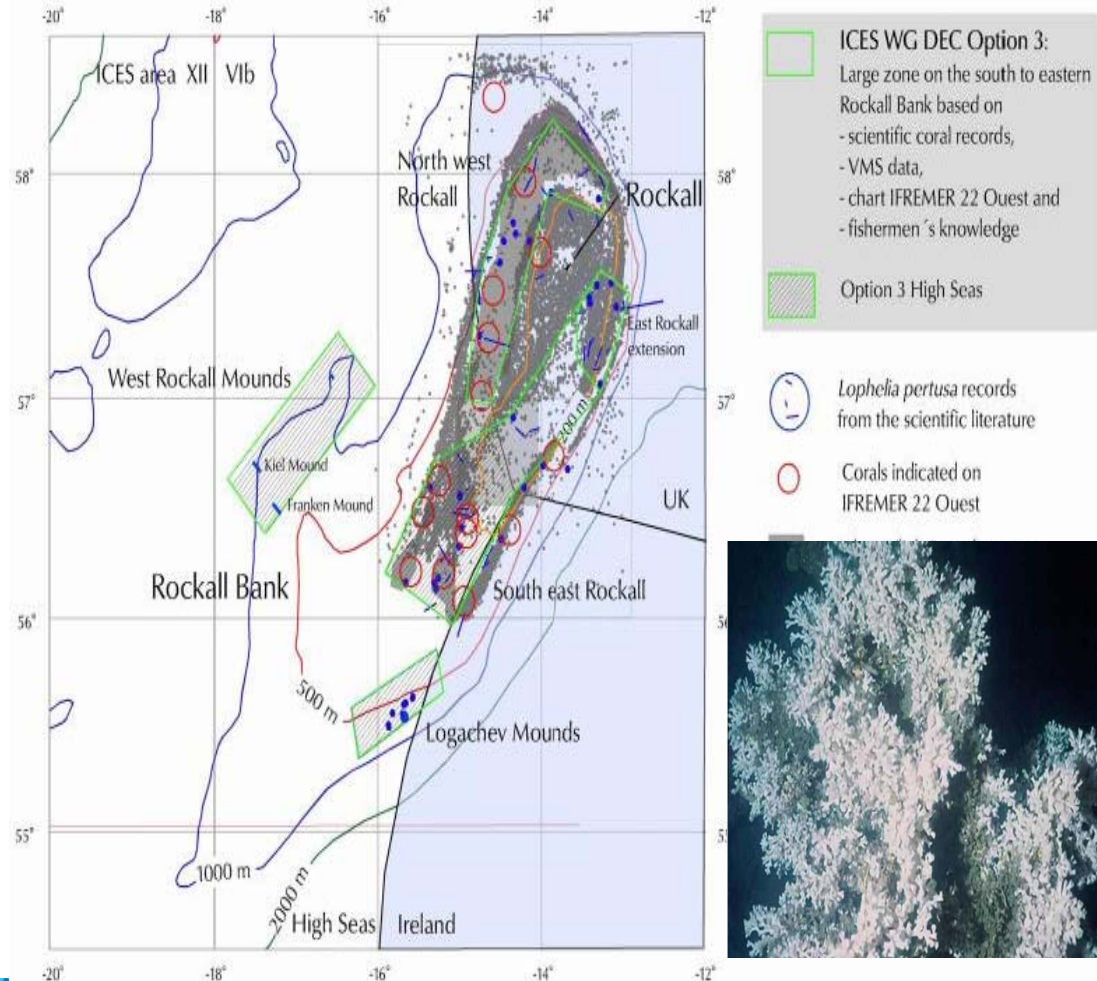 -20°
-18°
-16°
-14°
-12°
ICES area XII VIb
58°
58°
North west
Rockall
Rockall
East Rockall
extension
West Rockall Mounds
57°
57°
200 m
Kiel Mound
Franken Mound
UK
Rockall Bank
South east Rockall
56°
500 m
Logachev Mounds
55°
1000 m
2000 m
High Seas
Ireland
-20°
-18°
-16°
-14°
-12°
ICES WG DEC Option 3:
Large zone on the south to eastern
Rockall Bank based on
- scientific coral records,
- VMS data,
- chart IFREMER 22 Ouest and
- fishermen ´s knowledge
Option 3 High Seas
Lophelia pertusa records
from the scientific literature
Corals indicated on
IFREMER 22 Ouest